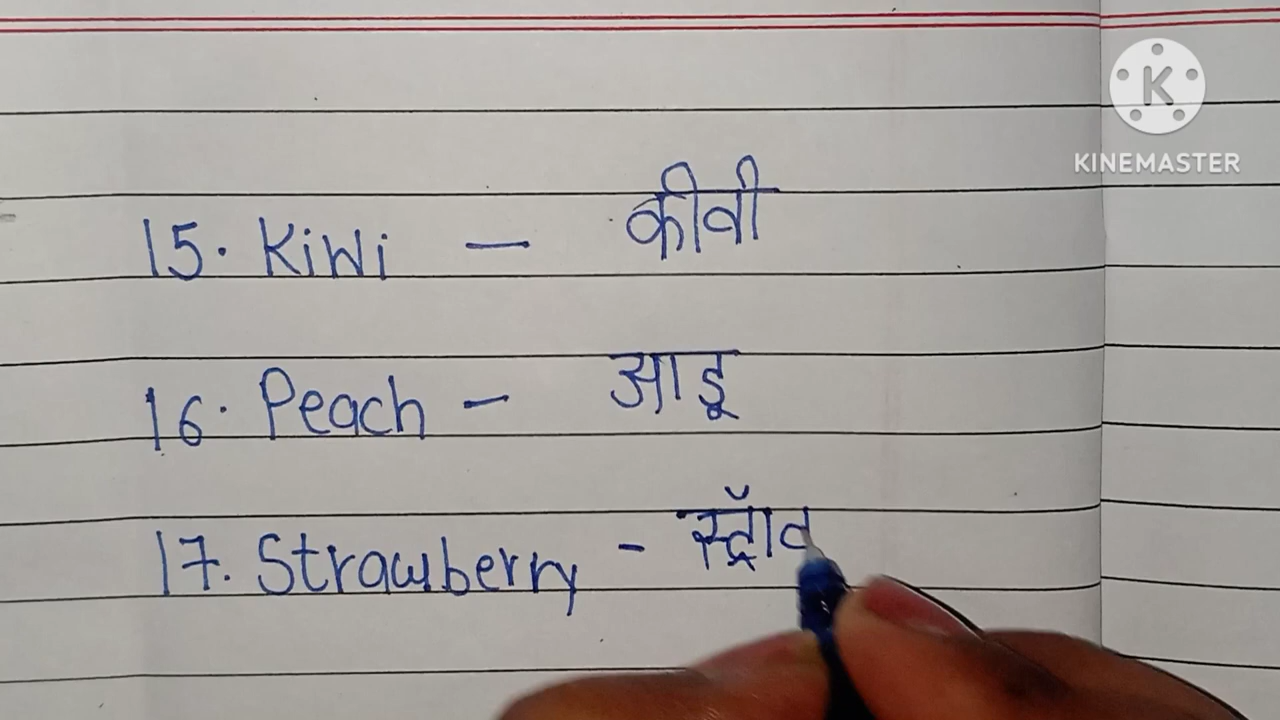 K
KINEMASTER
15. Kiwi — कीवी
16. Peach - आड़ू
17. Strawberry - स्ट्रॉव